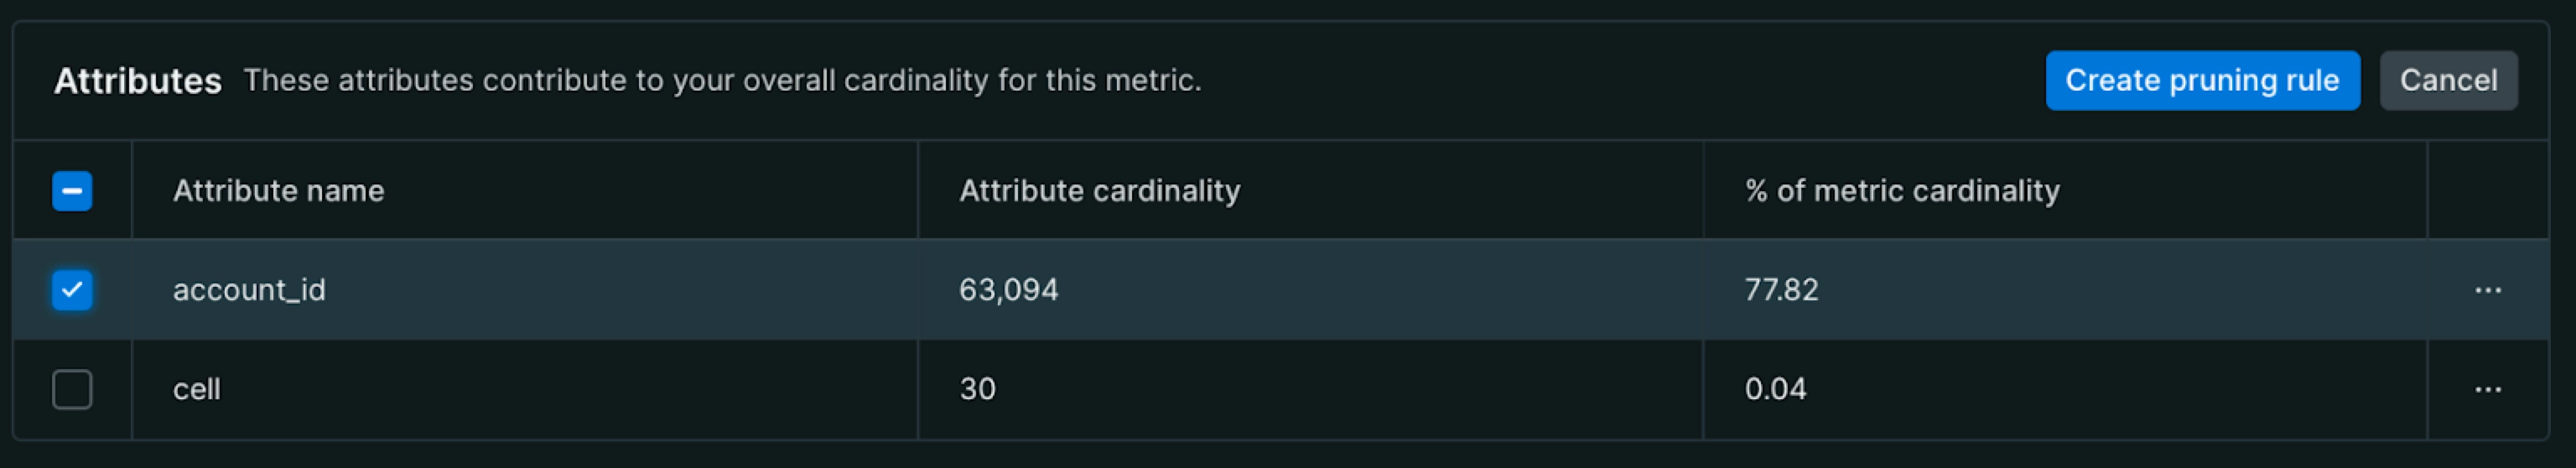 Attributes These attributes contribute to your overall cardinality for this metric. Create pruning rule Cancel
Attribute name Attribute cardinality % of metric cardinality
account_id 63,094 77.82 ...
cell 30 0.04 ...